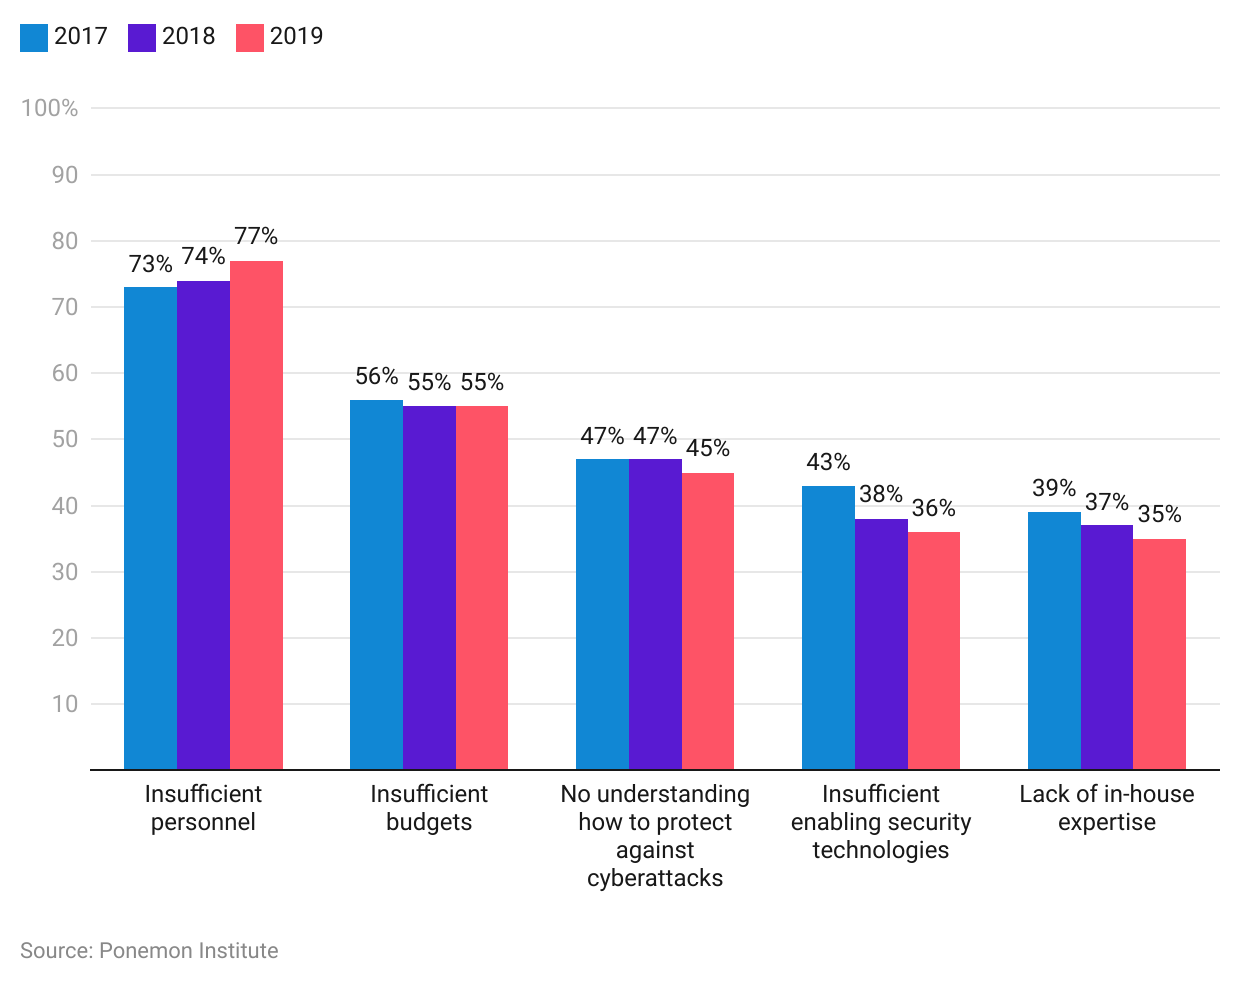 2017 2018 2019
100%
90
80
70
60
50
40
30
20
10
73% 74% 77%
56% 55% 55%
47% 47% 45%
43% 38% 36%
39% 37% 35%
Insufficient
personnel
Insufficient
budgets
No understanding
how to protect
against
cyberattacks
Insufficient
enabling security
technologies
Lack of in-house
expertise
Source: Ponemon Institute